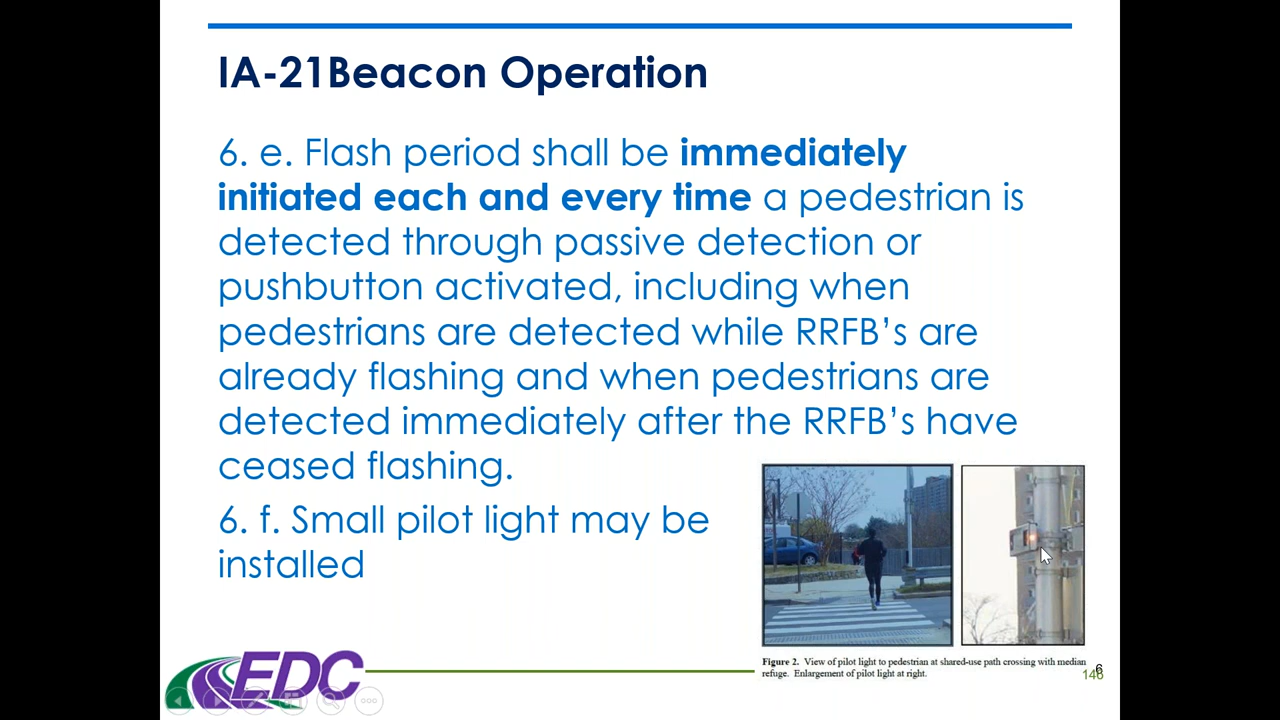 IA-21Beacon Operation
6. e. Flash period shall be immediately
initiated each and every time a pedestrian is
detected through passive detection or
pushbutton activated, including when
pedestrians are detected while RRFB’s are
already flashing and when pedestrians are
detected immediately after the RRFB’s have
ceased flashing.
6. f. Small pilot light may be
installed
Figure 2. View of pilot light to pedestrian at shared-use path crossing with median
refuge. Enlargement of pilot light at right.
EDC
6